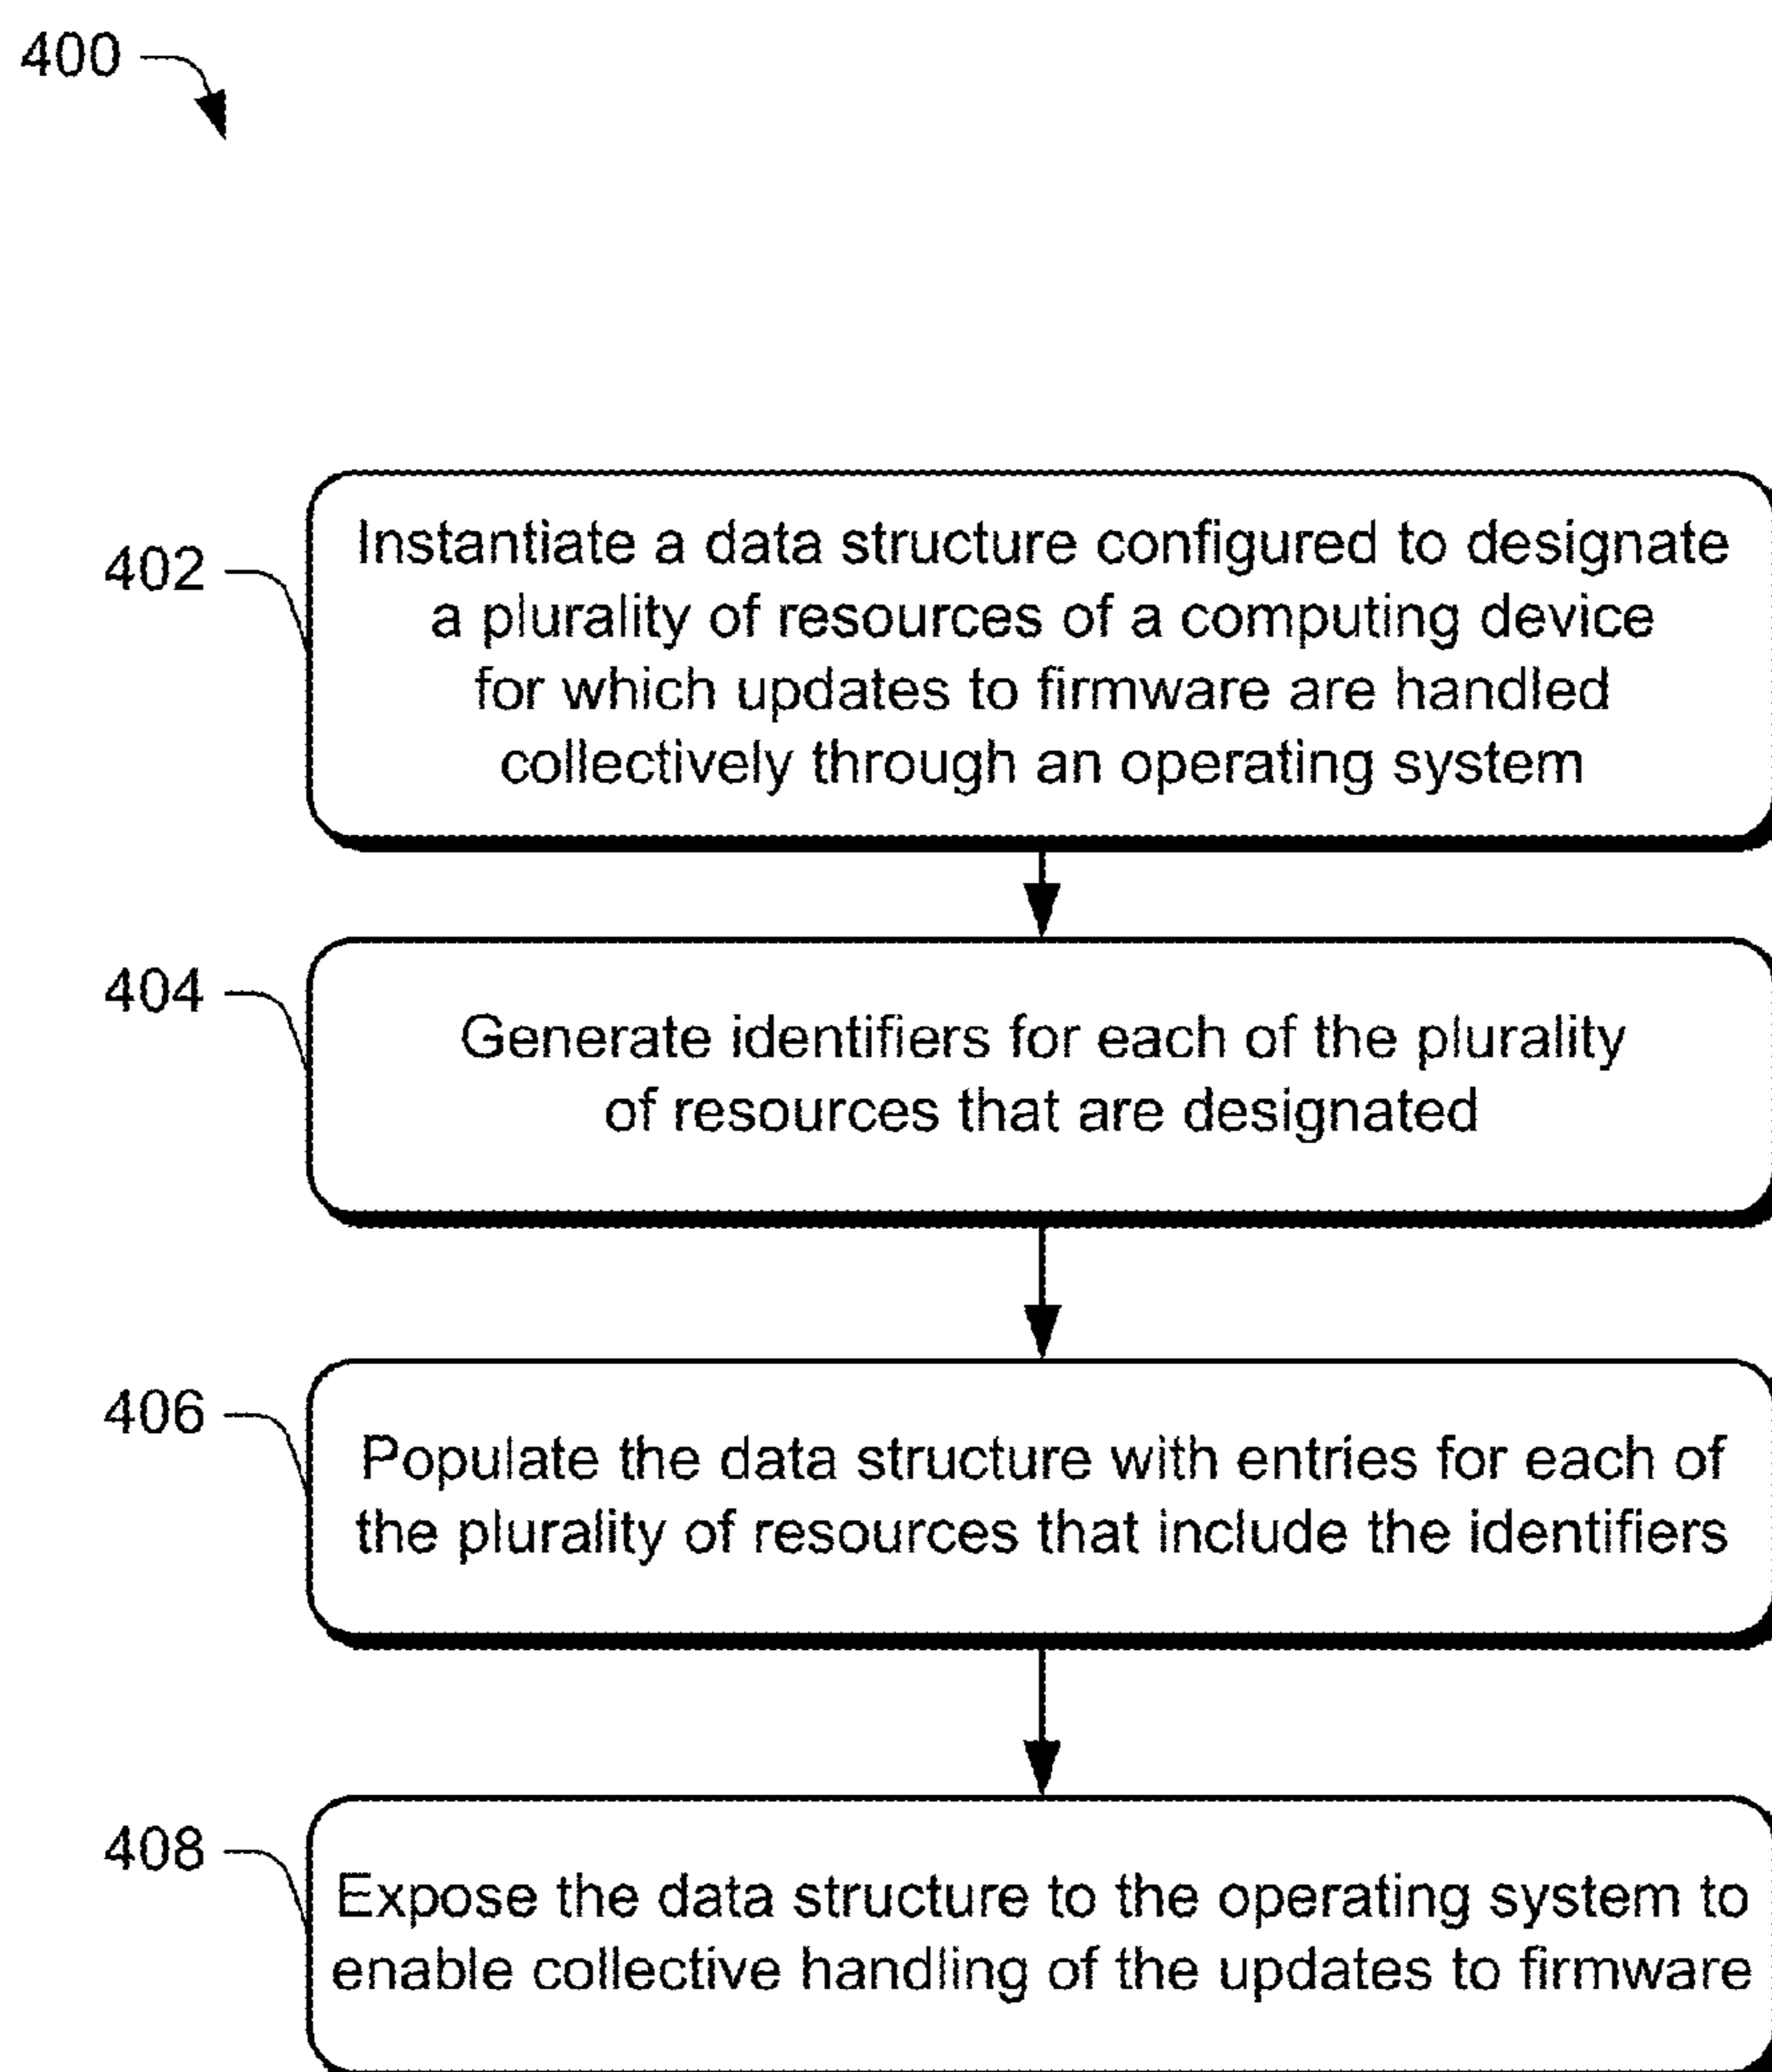 400
402
Instantiate a data structure configured to designate
a plurality of resources of a computing device
for which updates to firmware are handled
collectively through an operating system
404
Generate identifiers for each of the plurality
of resources that are designated
406
Populate the data structure with entries for each of
the plurality of resources that include the identifiers
408
Expose the data structure to the operating system to
enable collective handling of the updates to firmware